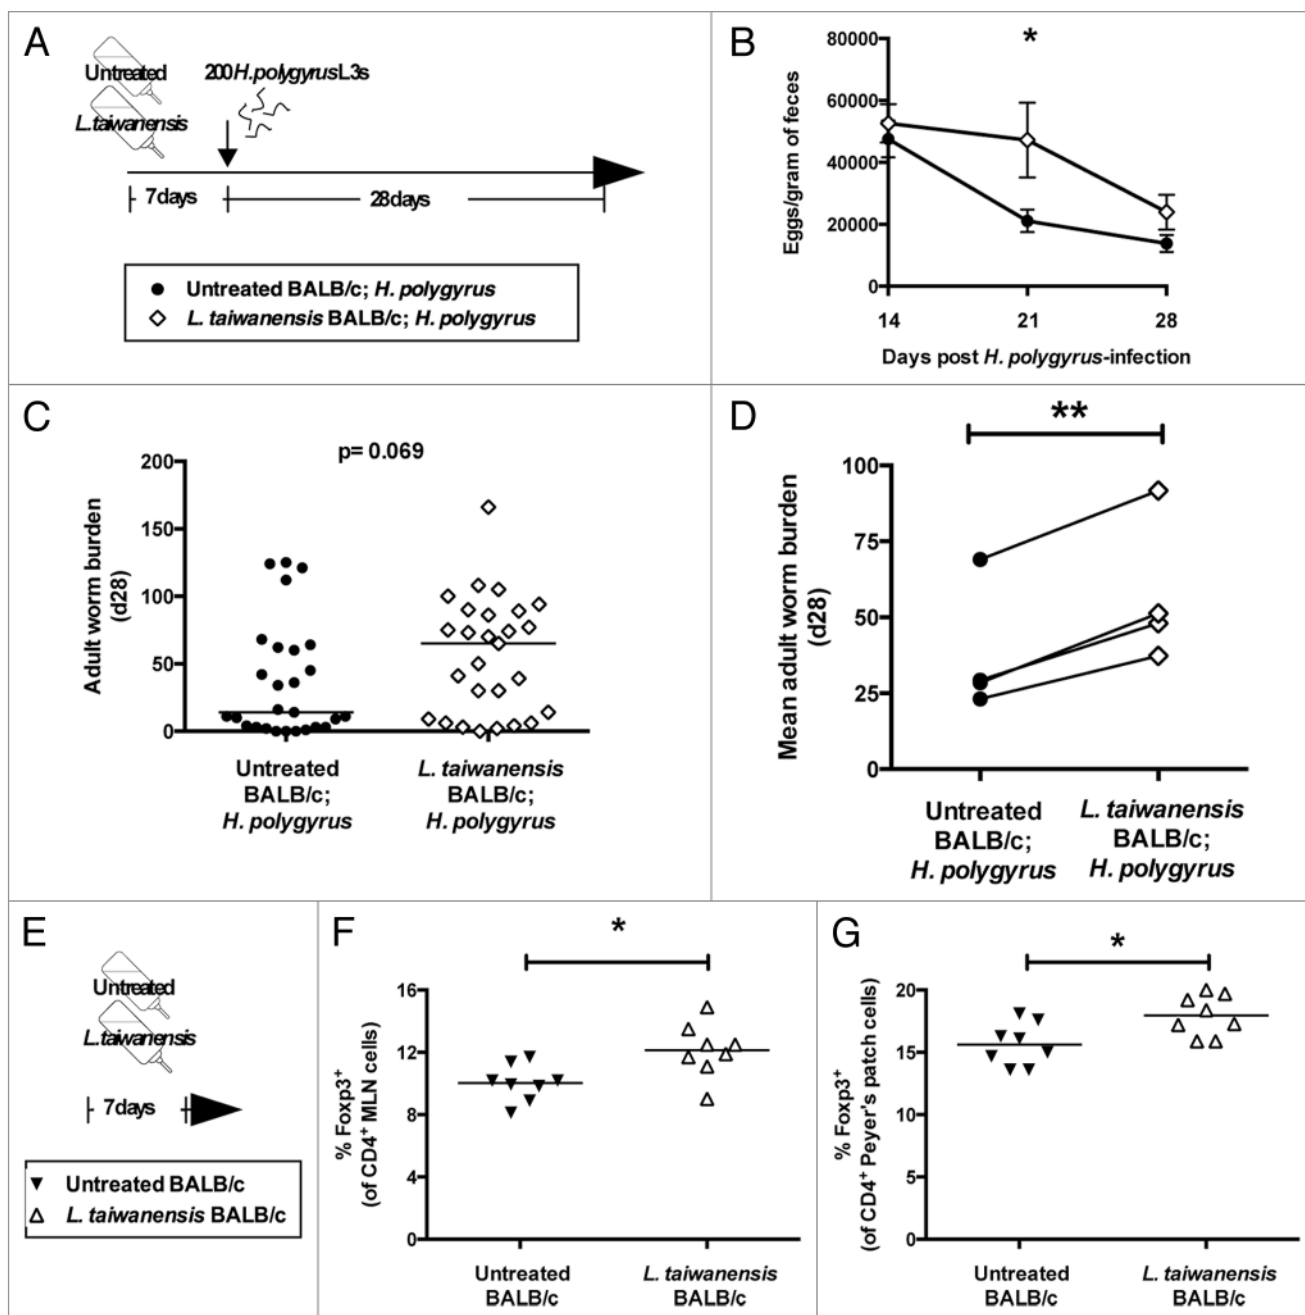 A
Untreated
L.taiwanensis
200 H.polygyrus L3s
7days
28days
Untreated BALB/c; H. polygyrus
L. taiwanensis BALB/c; H. polygyrus
B
*
Eggs/gram of feces
80000
60000
40000
20000
0
14 21 28
Days post H. polygyrus-infection
C
p= 0.069
Adult worm burden
(d28)
200
150
100
50
0
Untreated
BALB/c;
H. polygyrus
L. taiwanensis
BALB/c;
H. polygyrus
D
**
Mean adult worm burden
(d28)
100
75
50
25
0
Untreated
BALB/c;
H. polygyrus
L. taiwanensis
BALB/c;
H. polygyrus
E
Untreated
L.taiwanensis
7days
Untreated BALB/c
L. taiwanensis BALB/c
F
*
% Foxp3+
(of CD4+ MLN cells)
16
12
8
4
0
Untreated
BALB/c
L. taiwanensis
BALB/c
G
*
% Foxp3+
(of CD4+ Peyer's patch cells)
20
15
10
5
0
Untreated
BALB/c
L. taiwanensis
BALB/c